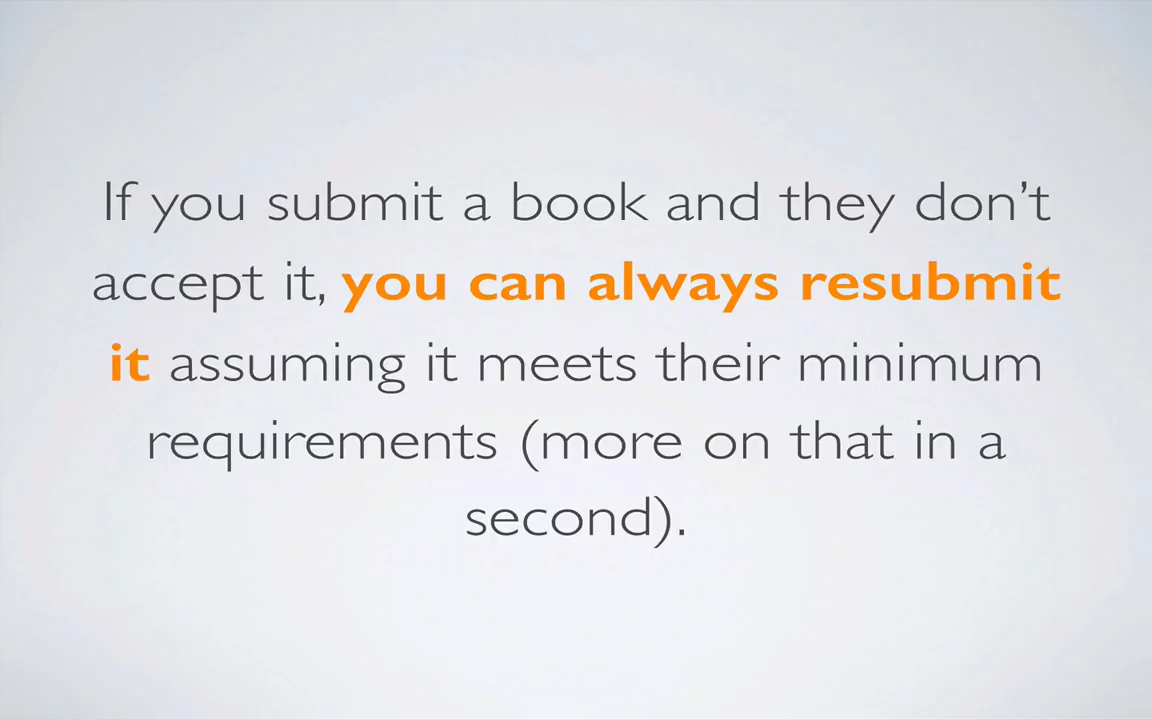 If you submit a book and they don’t
accept it, you can always resubmit
it assuming it meets their minimum
requirements (more on that in a
second).